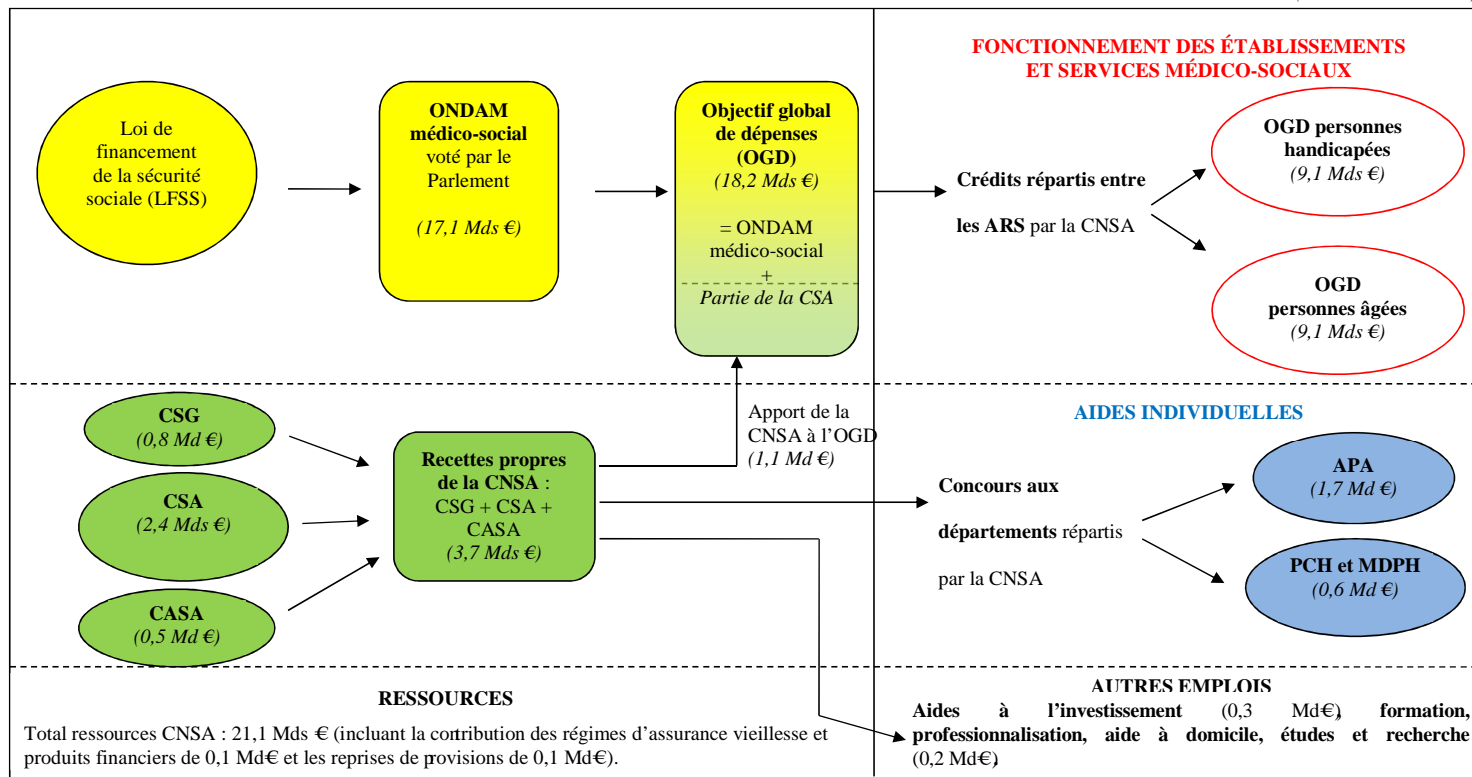 Loi de
financement
de la sécurité
sociale (LFSS)
ONDAM
médico-social
voté par le
Parlement
(17,1 Mds €)
Objectif global
de dépenses
(OGD)
(18,2 Mds €)
= ONDAM
médico-social
+
Partie de la CSA
FONCTIONNEMENT DES ÉTABLISSEMENTS
ET SERVICES MÉDICO-SOCIAUX
Crédits répartis entre
les ARS par la CNSA
OGD personnes
handicapées
(9,1 Mds €)
OGD
personnes âgées
(9,1 Mds €)
CSG
(0,8 Md €)
CSA
(2,4 Mds €)
CASA
(0,5 Md €)
Recettes propres
de la CNSA :
CSG + CSA +
CASA
(3,7 Mds €)
Apport de la
CNSA à l'OGD
(1,1 Md €)
AIDES INDIVIDUELLES
Concours aux
départements répartis
par la CNSA
APA
(1,7 Md €)
PCH et MDPH
(0,6 Md €)
RESSOURCES
Total ressources CNSA : 21,1 Mds € (incluant la contribution des régimes d'assurance vieillesse et
produits financiers de 0,1 Md€ et les reprises de provisions de 0,1 Md€).
AUTRES EMPLOIS
Aides à l'investissement (0,3 Md€), formation,
professionnalisation, aide à domicile, études et recherche
(0,2 Md€)